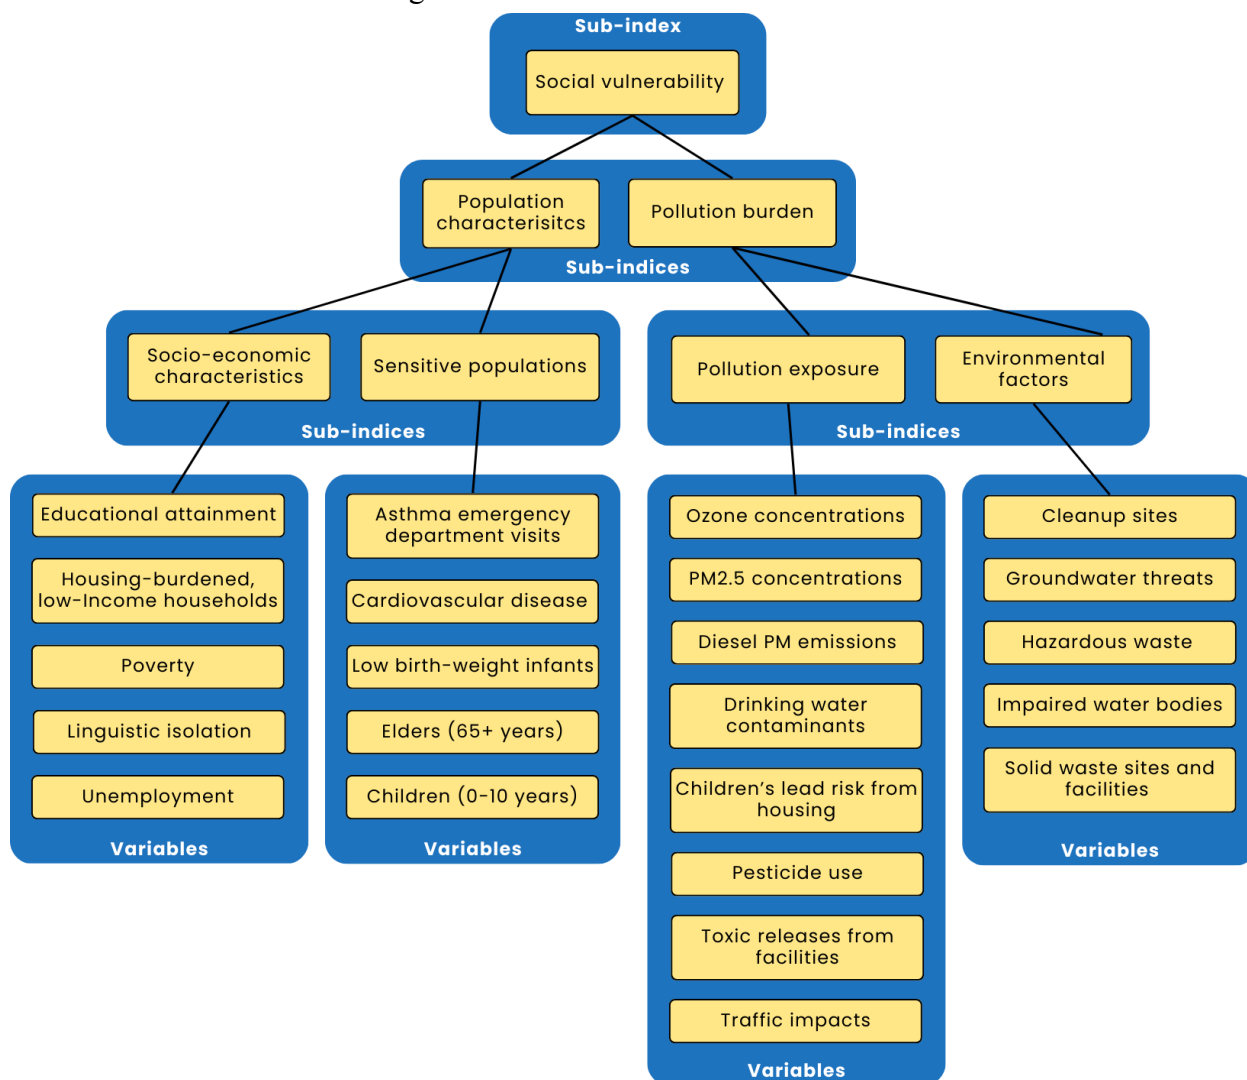 Sub-index
Social vulnerability
Population
characterisitcs
Pollution burden
Sub-indices
Socio-economic
characteristics
Sensitive populations
Sub-indices
Pollution exposure
Environmental
factors
Sub-indices
Educational attainment
Housing-burdened,
low-Income households
Poverty
Linguistic isolation
Unemployment
Variables
Asthma emergency
department visits
Cardiovascular disease
Low birth-weight infants
Elders (65+ years)
Children (0-10 years)
Variables
Ozone concentrations
PM2.5 concentrations
Diesel PM emissions
Drinking water
contaminants
Children’s lead risk from
housing
Pesticide use
Toxic releases from
facilities
Traffic impacts
Variables
Cleanup sites
Groundwater threats
Hazardous waste
Impaired water bodies
Solid waste sites and
facilities
Variables